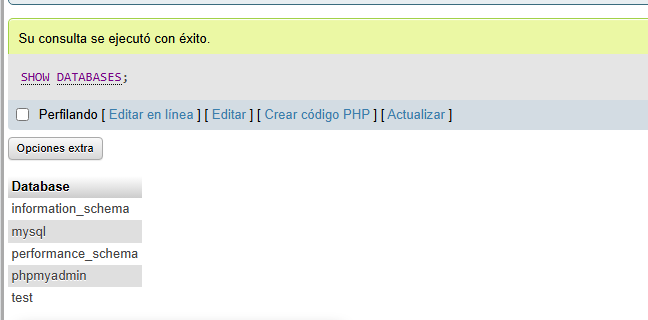 Su consulta se ejecutó con éxito.
SHOW DATABASES;
Perfilando [ Editar en línea ] [ Editar ] [ Crear código PHP ] [ Actualizar ]
Opciones extra
Database
information_schema
mysql
performance_schema
phpmyadmin
test